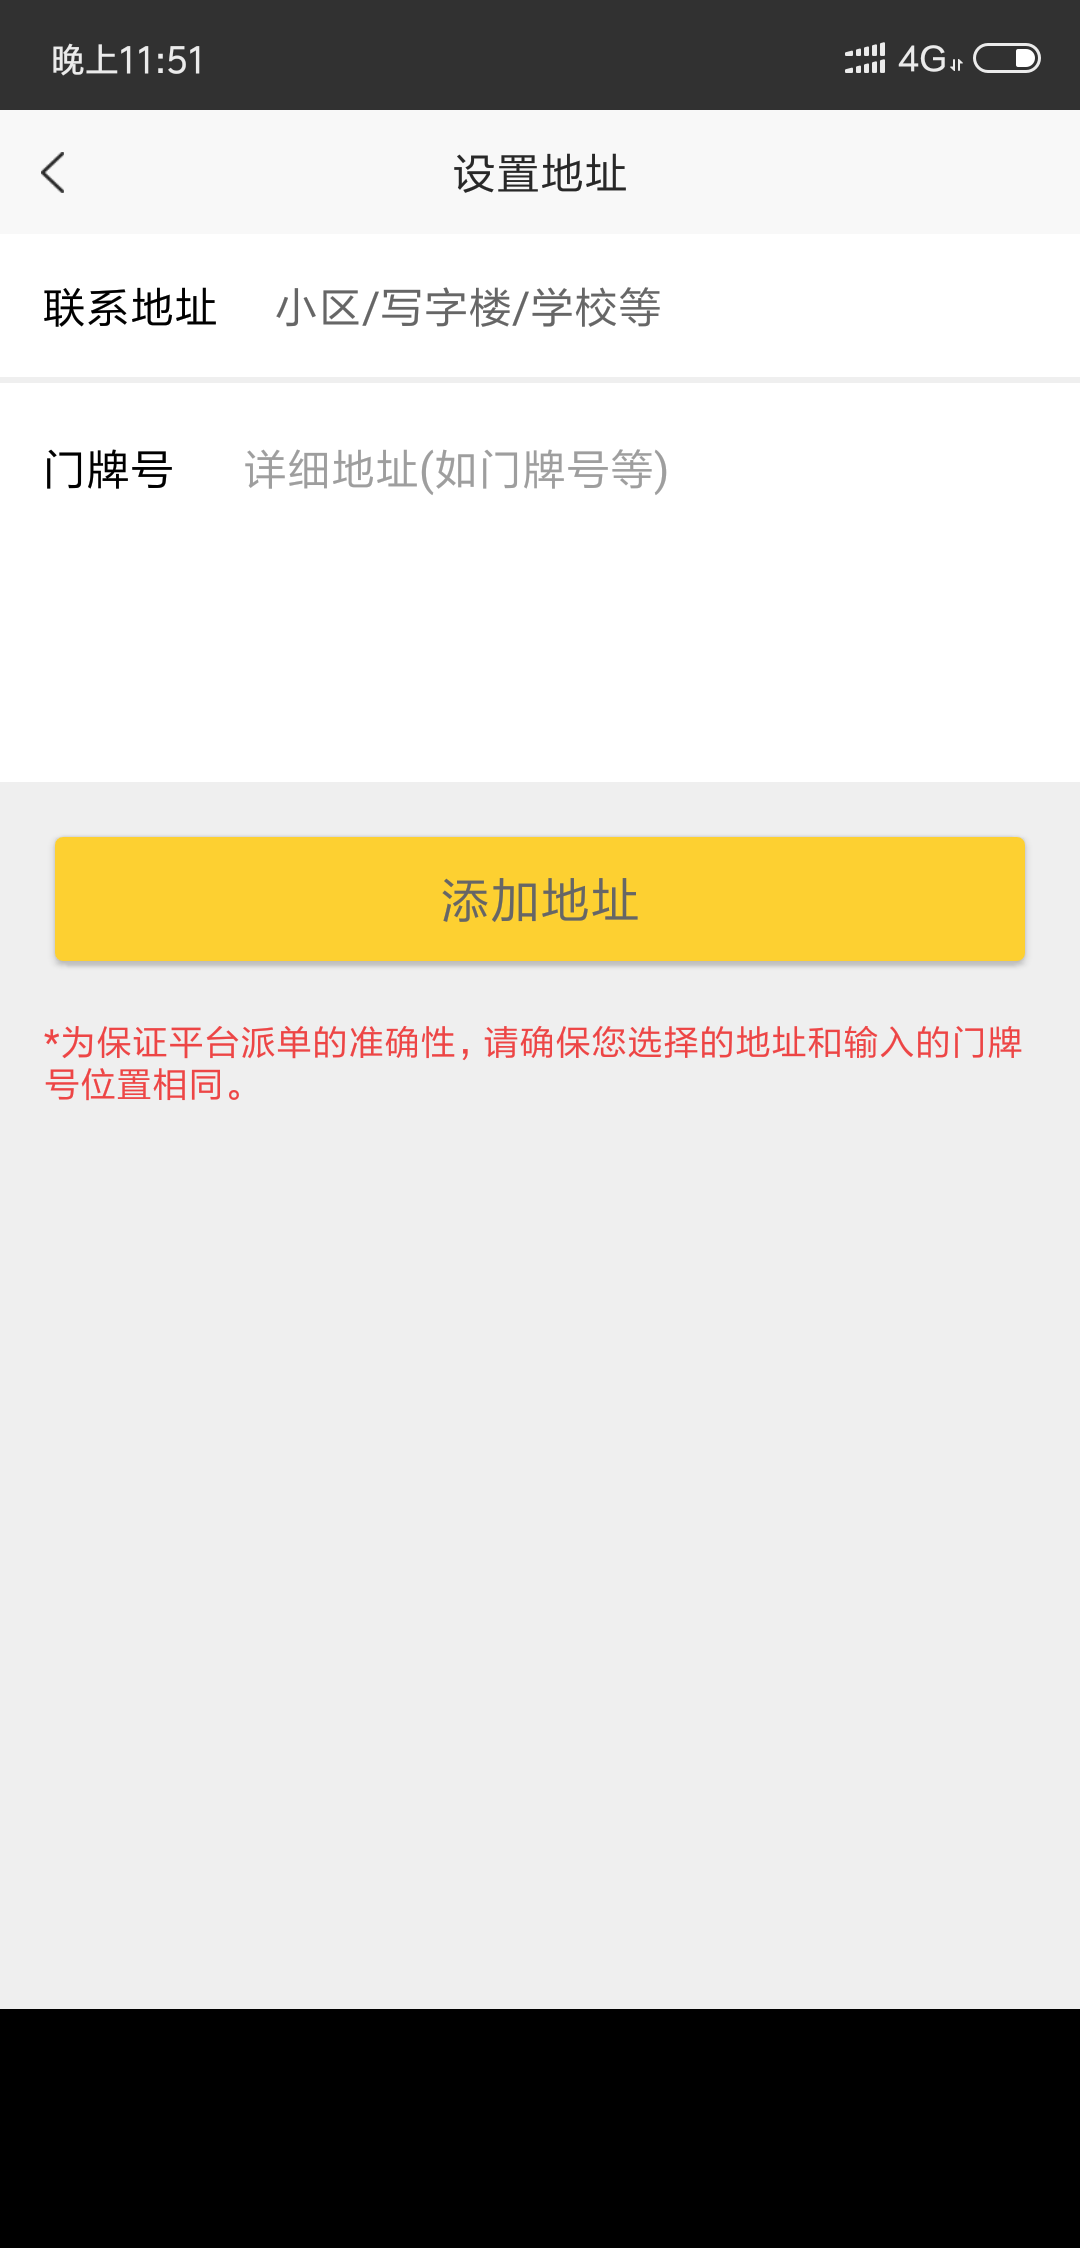 晚上11:51 4G
设置地址
联系地址 小区/写字楼/学校等
门牌号 详细地址(如门牌号等)
添加地址
*为保证平台派单的准确性，请确保您选择的地址和输入的门牌
号位置相同。